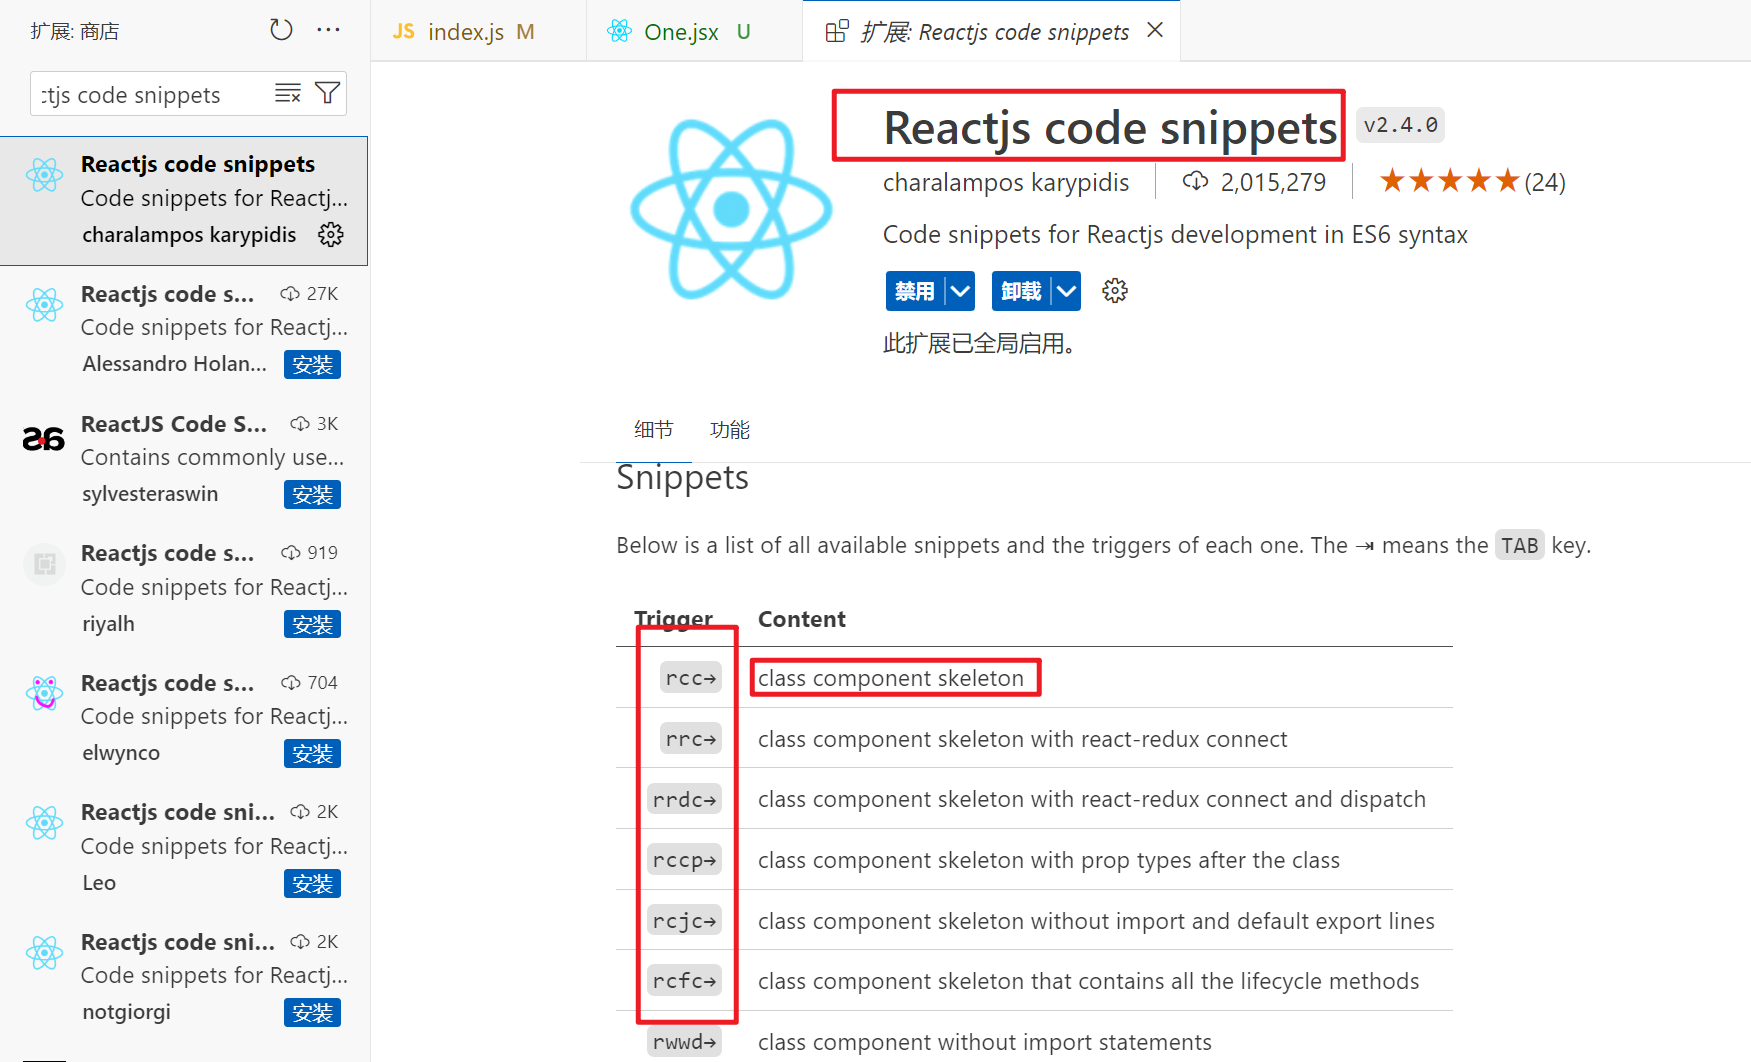 扩展: 商店
JS index.js M
One.jsx U
扩展: Reactjs code snippets
tjs code snippets
Reactjs code snippets
Code snippets for Reactj...
charalampos karypidis
Reactjs code s... 27K
Code snippets for Reactj...
Alessandro Holan... 安装
ReactJS Code S... 3K
Contains commonly use...
sylvesteraswin 安装
Reactjs code s... 919
Code snippets for Reactj...
riyalh 安装
Reactjs code s... 704
Code snippets for Reactj...
elwynco 安装
Reactjs code sni... 2K
Code snippets for Reactj...
Leo 安装
Reactjs code sni... 2K
Code snippets for Reactj...
notgiorgi 安装
Reactjs code snippets v2.4.0
charalampos karypidis 2,015,279 ★★★★★(24)
Code snippets for Reactjs development in ES6 syntax
禁用 卸载
此扩展已全局启用。
细节 功能
Snippets
Below is a list of all available snippets and the triggers of each one. The ⇥ means the TAB key.
Trigger Content
rcc→ class component skeleton
rrc→ class component skeleton with react-redux connect
rrdc→ class component skeleton with react-redux connect and dispatch
rccp→ class component skeleton with prop types after the class
rcjc→ class component skeleton without import and default export lines
rcfc→ class component skeleton that contains all the lifecycle methods
rwwd→ class component without import statements